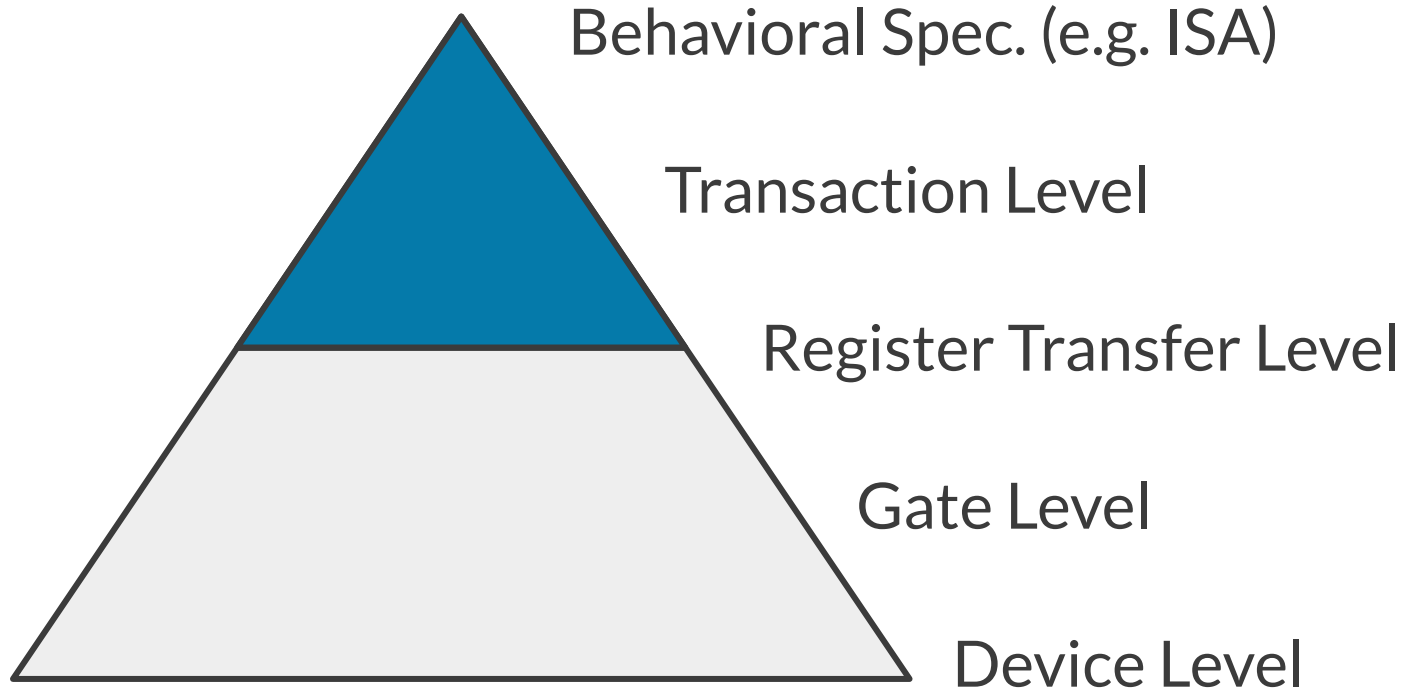 Behavioral Spec. (e.g. ISA)
Transaction Level
Register Transfer Level
Gate Level
Device Level